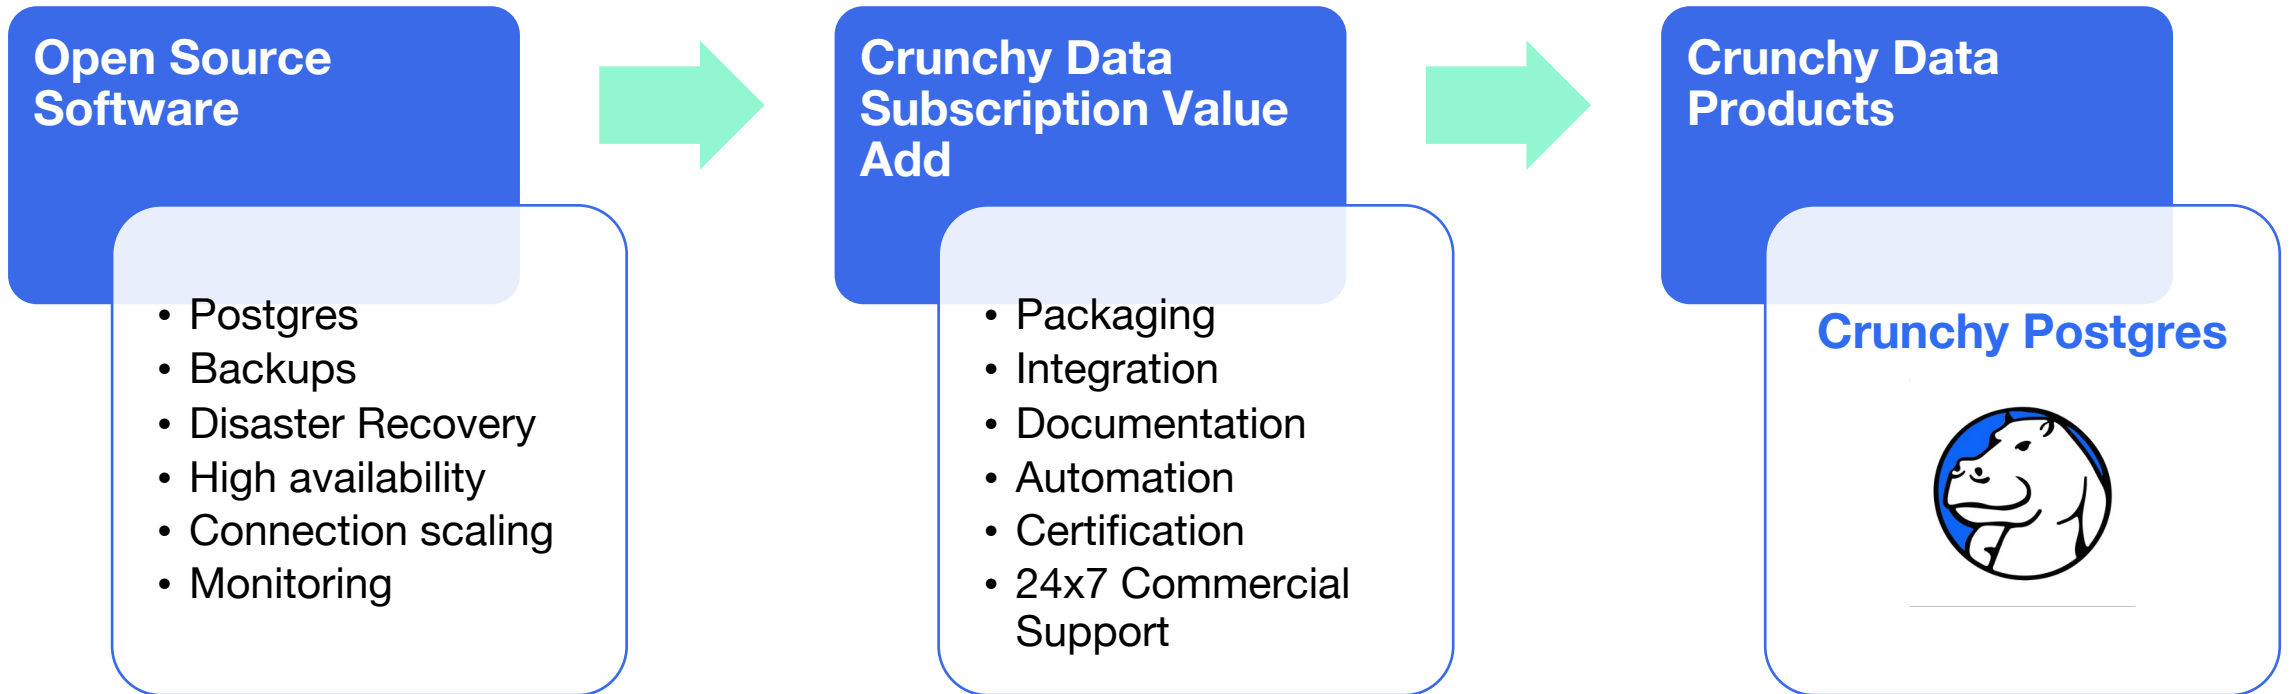 Open Source
Software
• Postgres
• Backups
• Disaster Recovery
• High availability
• Connection scaling
• Monitoring
Crunchy Data
Subscription Value
Add
• Packaging
• Integration
• Documentation
• Automation
• Certification
• 24x7 Commercial
Support
Crunchy Data
Products
Crunchy Postgres